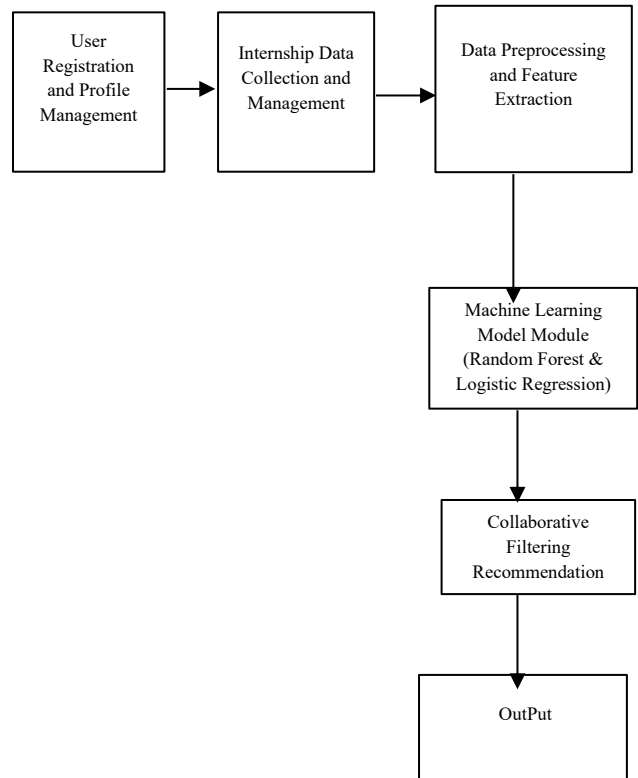 User
Registration
and Profile
Management
Internship Data
Collection and
Management
Data Preprocessing
and Feature
Extraction
Machine Learning
Model Module
(Random Forest &
Logistic Regression)
Collaborative
Filtering
Recommendation
OutPut